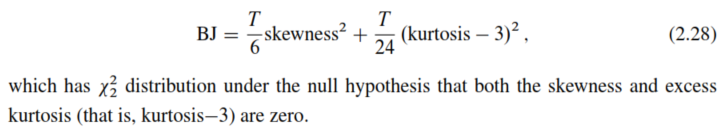 BJ = T/6 skewness² + T/24 (kurtosis − 3)², (2.28)
which has χ²₂ distribution under the null hypothesis that both the skewness and excess
kurtosis (that is, kurtosis−3) are zero.